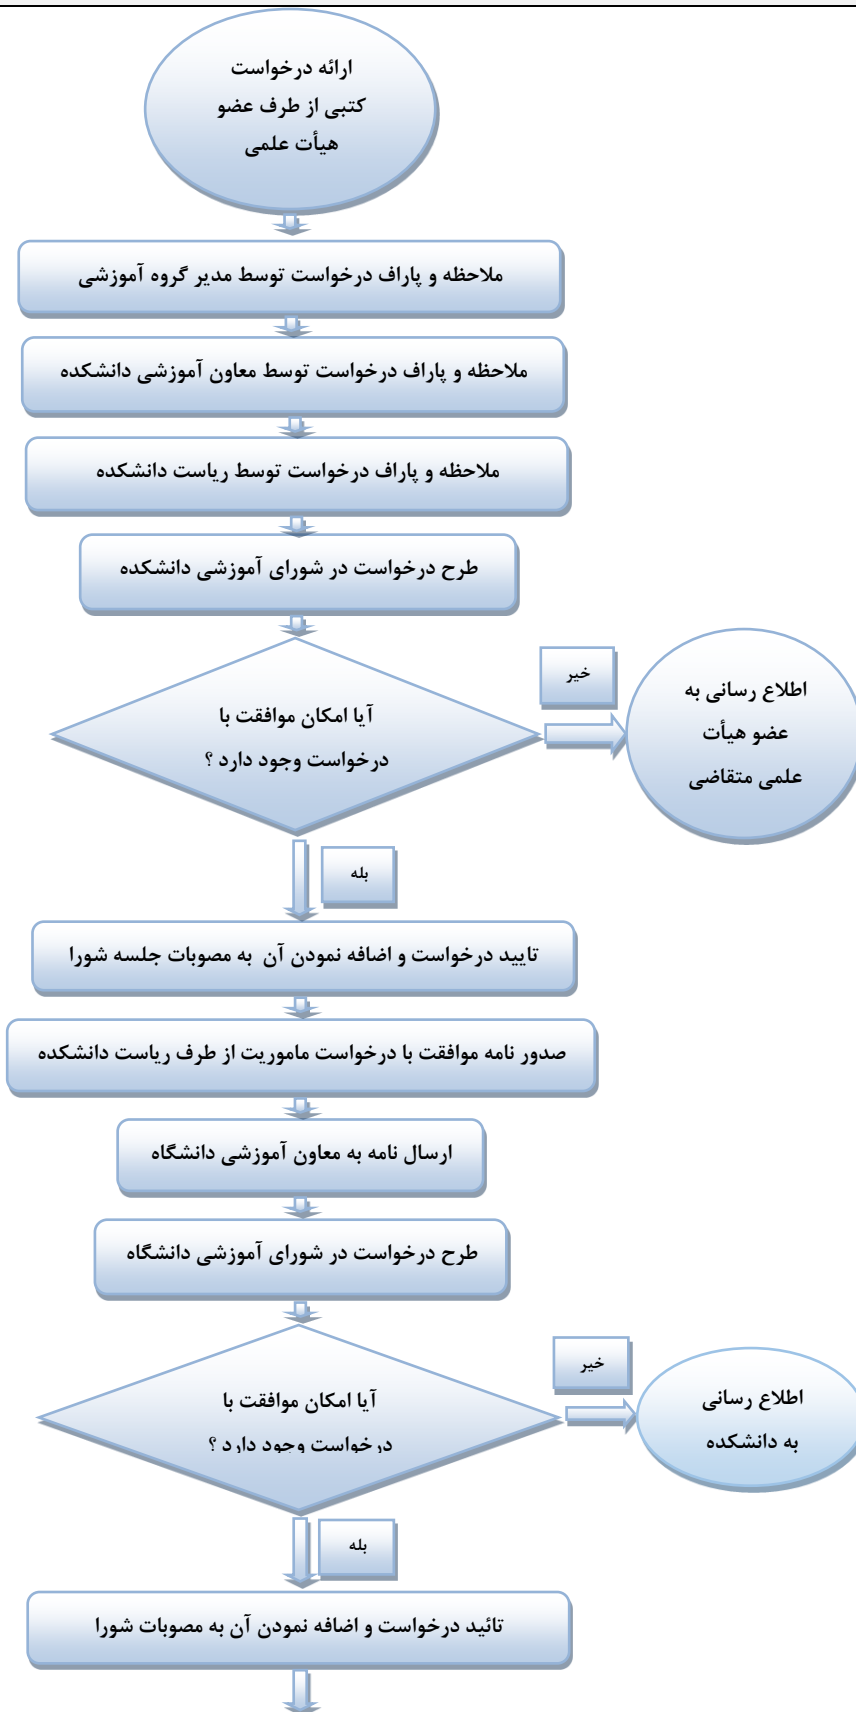 ارائه درخواست
کتبی از طرف عضو
هیأت علمی
ملاحظه و پاراف درخواست توسط مدیر گروه آموزشی
ملاحظه و پاراف درخواست توسط معاون آموزشی دانشکده
ملاحظه و پاراف درخواست توسط ریاست دانشکده
طرح درخواست در شورای آموزشی دانشکده
آیا امکان موافقت با
درخواست وجود دارد ؟
خیر
اطلاع رسانی به
عضو هیأت
علمی متقاضی
بله
تایید درخواست و اضافه نمودن آن به مصوبات جلسه شورا
صدور نامه موافقت با درخواست ماموریت از طرف ریاست دانشکده
ارسال نامه به معاون آموزشی دانشگاه
طرح درخواست در شورای آموزشی دانشگاه
آیا امکان موافقت با
درخواست وجود دارد ؟
خیر
اطلاع رسانی
به دانشکده
بله
تائید درخواست و اضافه نمودن آن به مصوبات شورا